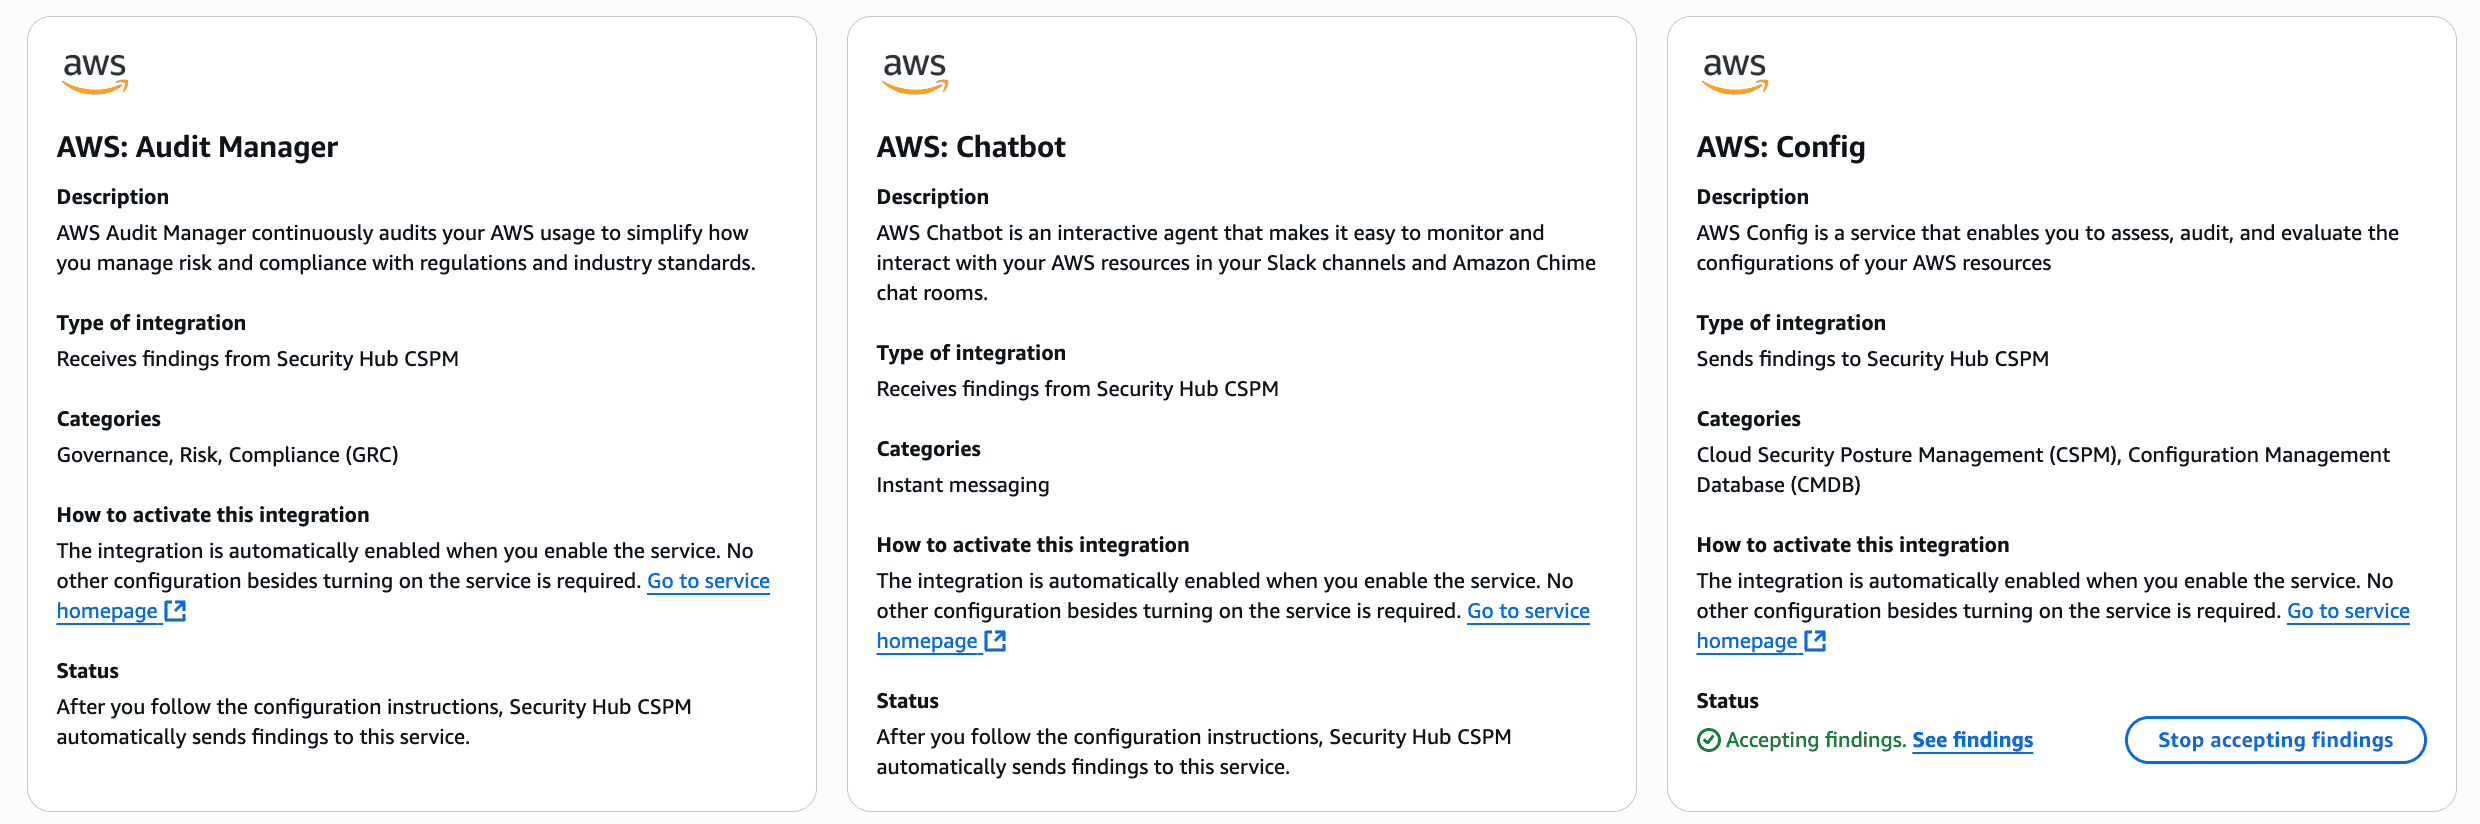 aws
AWS: Audit Manager
Description
AWS Audit Manager continuously audits your AWS usage to simplify how
you manage risk and compliance with regulations and industry standards.
Type of integration
Receives findings from Security Hub CSPM
Categories
Governance, Risk, Compliance (GRC)
How to activate this integration
The integration is automatically enabled when you enable the service. No
other configuration besides turning on the service is required. Go to service
homepage
Status
After you follow the configuration instructions, Security Hub CSPM
automatically sends findings to this service.
aws
AWS: Chatbot
Description
AWS Chatbot is an interactive agent that makes it easy to monitor and
interact with your AWS resources in your Slack channels and Amazon Chime
chat rooms.
Type of integration
Receives findings from Security Hub CSPM
Categories
Instant messaging
How to activate this integration
The integration is automatically enabled when you enable the service. No
other configuration besides turning on the service is required. Go to service
homepage
Status
After you follow the configuration instructions, Security Hub CSPM
automatically sends findings to this service.
aws
AWS: Config
Description
AWS Config is a service that enables you to assess, audit, and evaluate the
configurations of your AWS resources
Type of integration
Sends findings to Security Hub CSPM
Categories
Cloud Security Posture Management (CSPM), Configuration Management
Database (CMDB)
How to activate this integration
The integration is automatically enabled when you enable the service. No
other configuration besides turning on the service is required. Go to service
homepage
Status
Accepting findings. See findings
Stop accepting findings